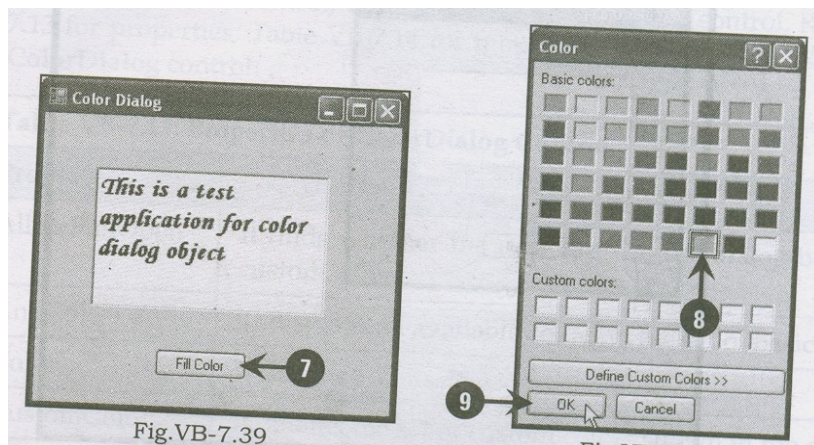 Color Dialog
This is a test
application for color
dialog object
Fill Color
7
Fig.VB-7.39
Color
Basic colors:
8
Custom colors:
Define Custom Colors >>
9
OK
Cancel